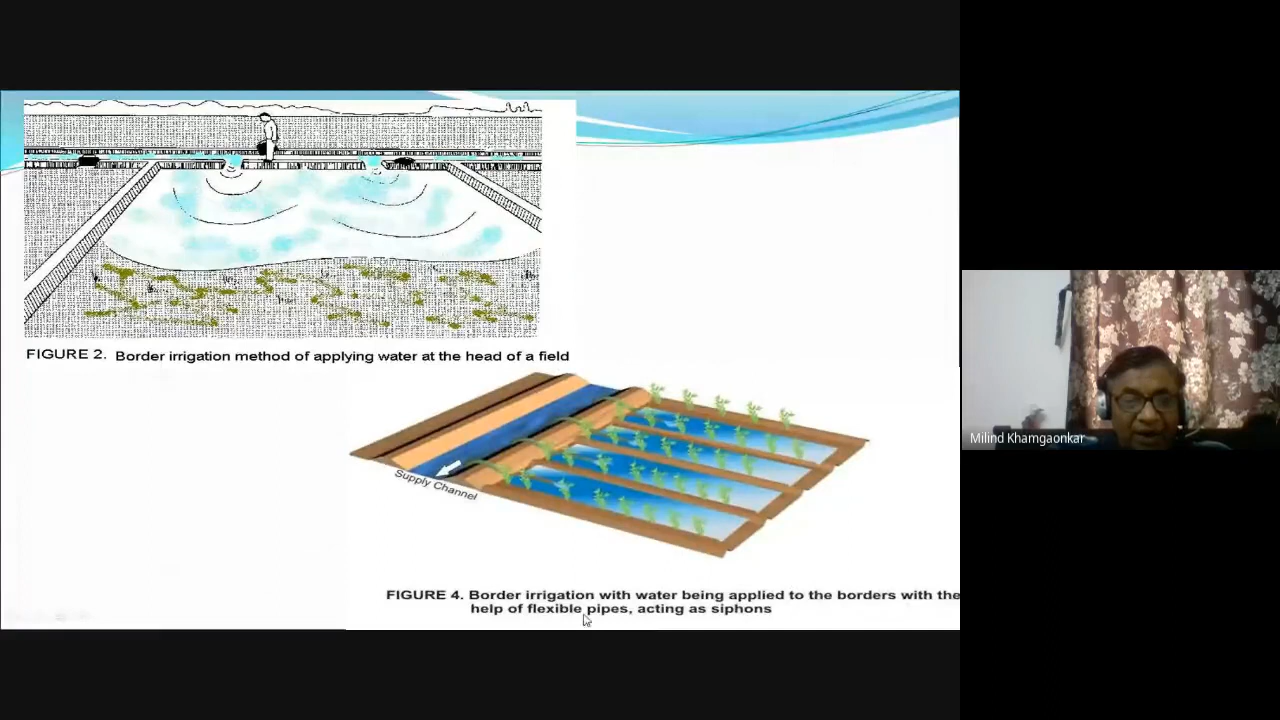 FIGURE 2. Border irrigation method of applying water at the head of a field
Supply Channel
FIGURE 4. Border irrigation with water being applied to the borders with the
help of flexible pipes, acting as siphons
Milind Khamgaonkar